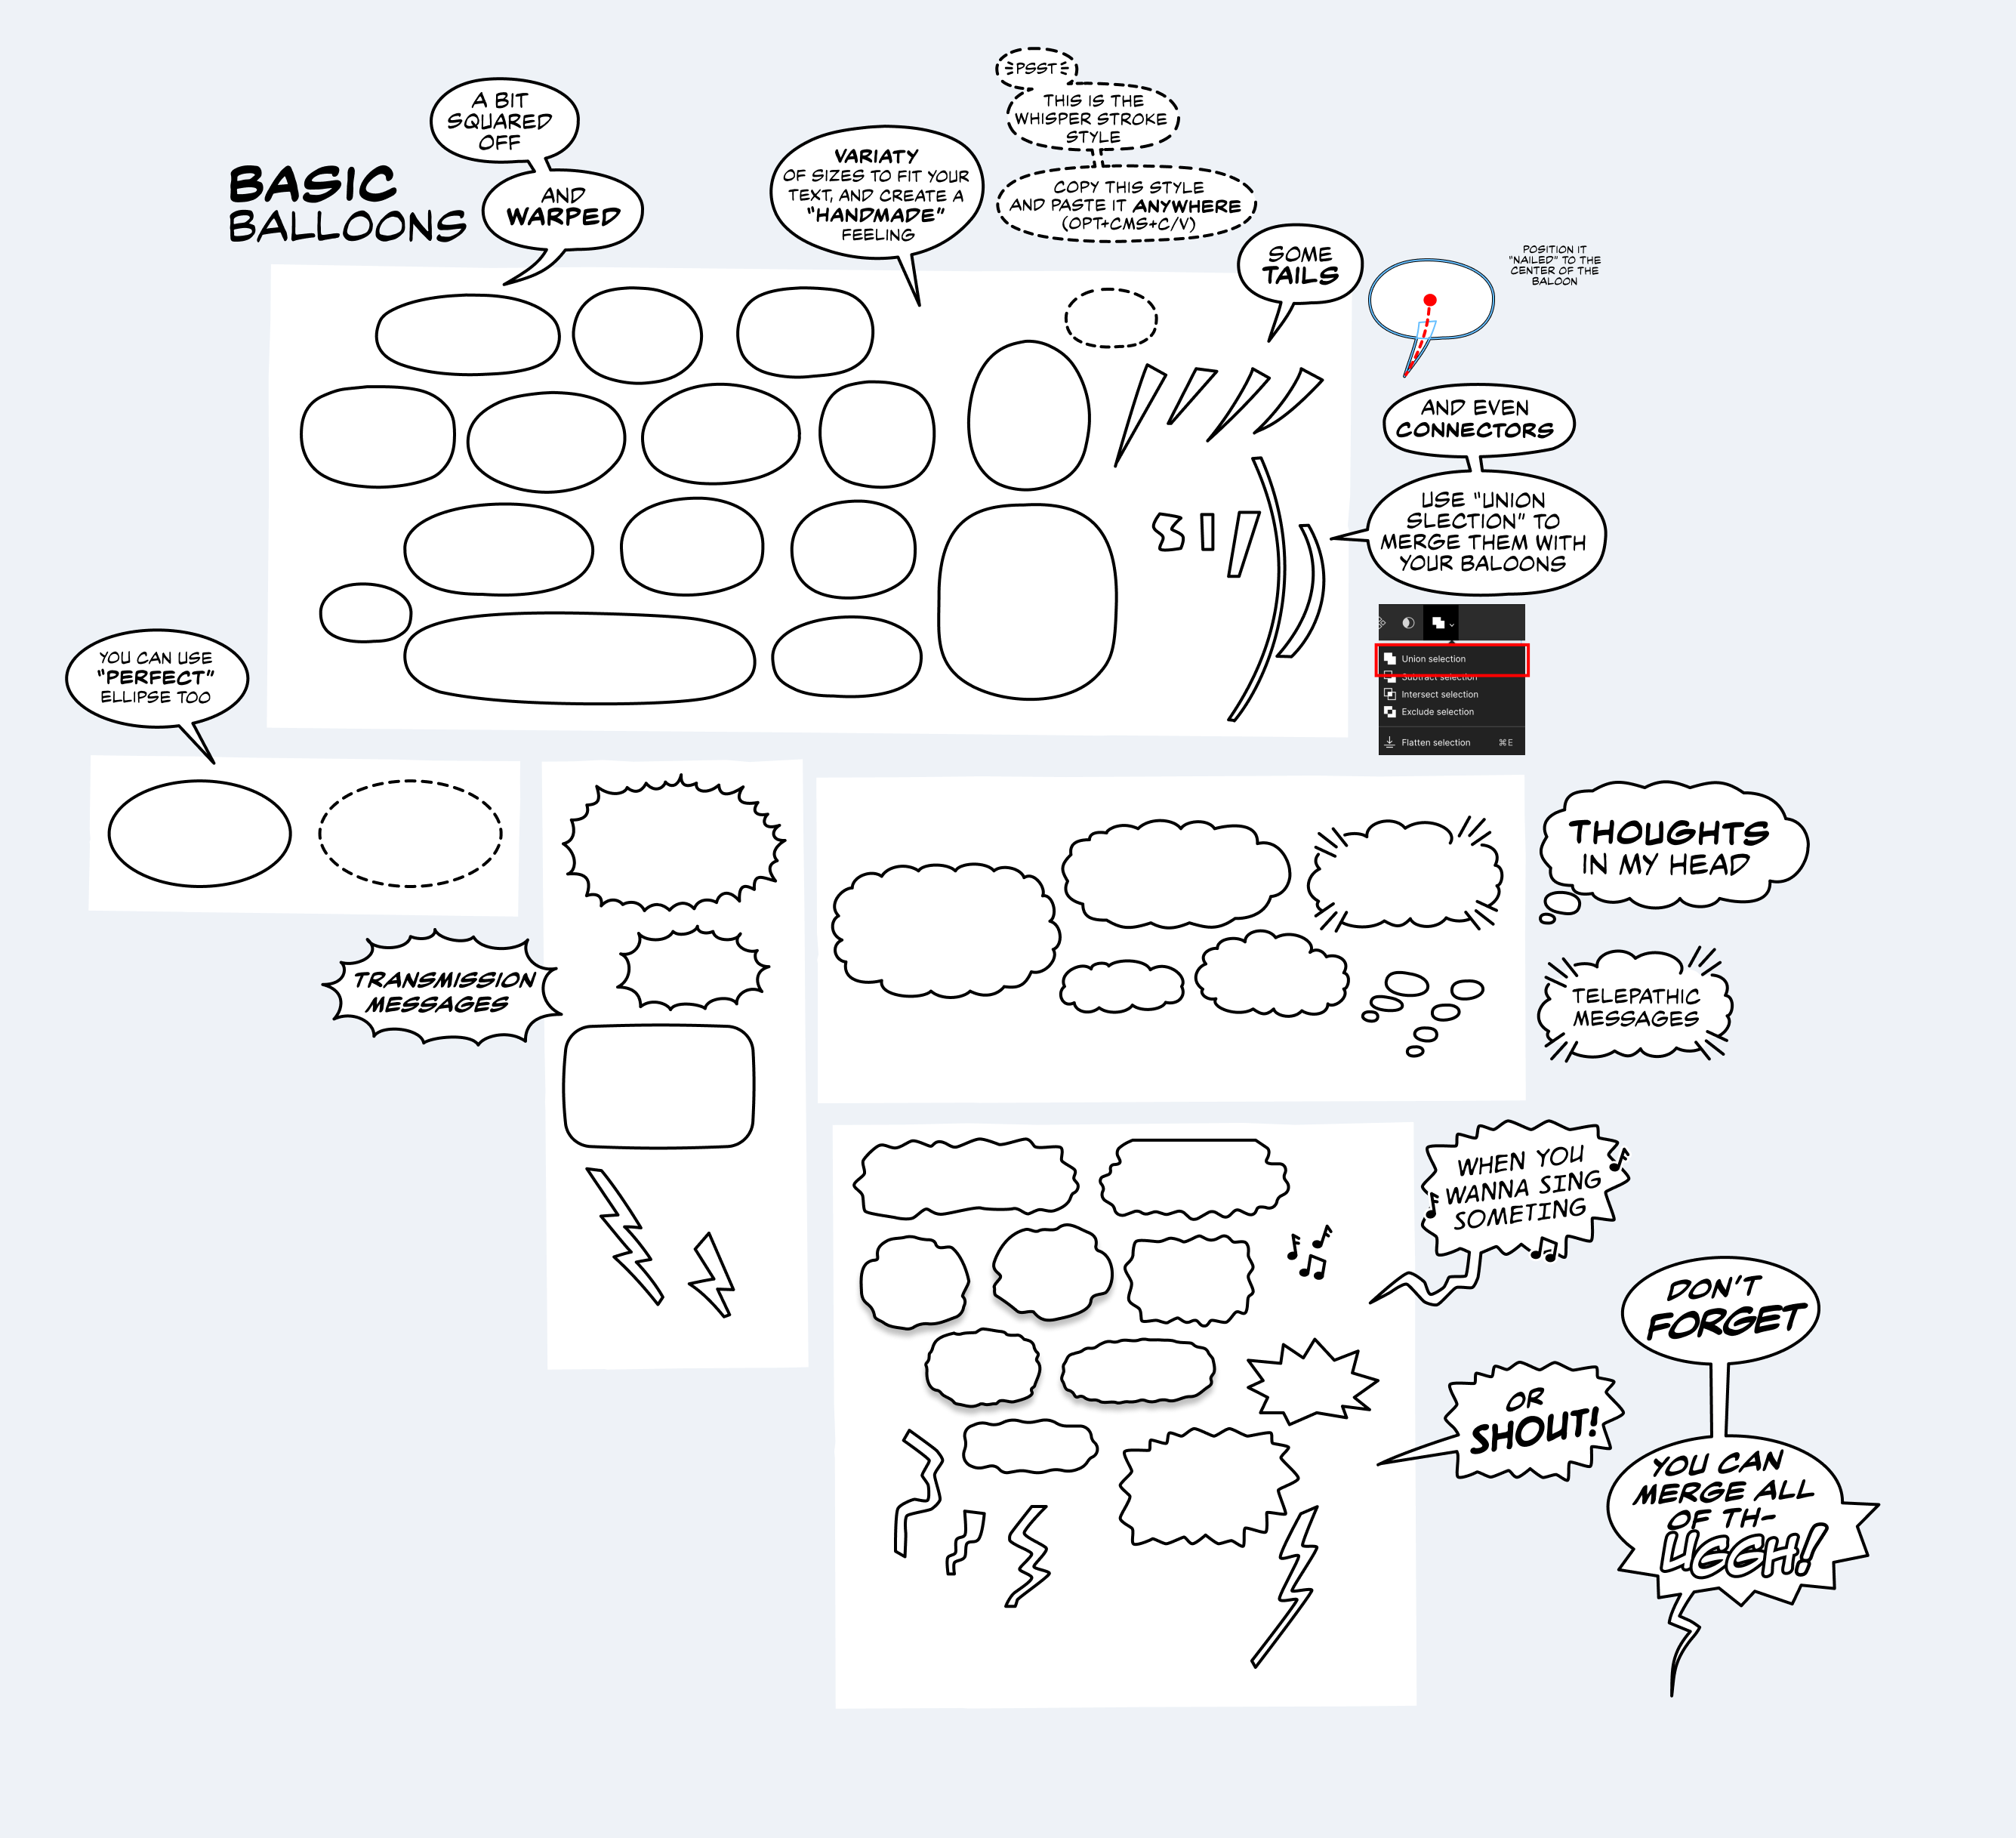 BASIC
BALLOONS
A BIT
SQUARED
OFF
AND
WARPED
VARIATY
OF SIZES TO FIT YOUR
TEXT, AND CREATE A
"HANDMADE"
FEELING
PSST
THIS IS THE
WHISPER STROKE
STYLE
COPY THIS STYLE
AND PASTE IT ANYWHERE
(OPT+CMS+C/V)
SOME
TAILS
POSITION IT
"NAILED" TO THE
CENTER OF THE
BALOON
AND EVEN
CONNECTORS
USE "UNION
SLECTION" TO
MERGE THEM WITH
YOUR BALOONS
Union selection
Subtract selection
Intersect selection
Exclude selection
Flatten selection ⌘E
YOU CAN USE
"PERFECT"
ELLIPSE TOO
TRANSMISSION
MESSAGES
THOUGHTS
IN MY HEAD
TELEPATHIC
MESSAGES
WHEN YOU
WANNA SING
SOMETING
OR
SHOUT!
DON'T
FORGET
YOU CAN
MERGE ALL
OF TH-
UGGH!